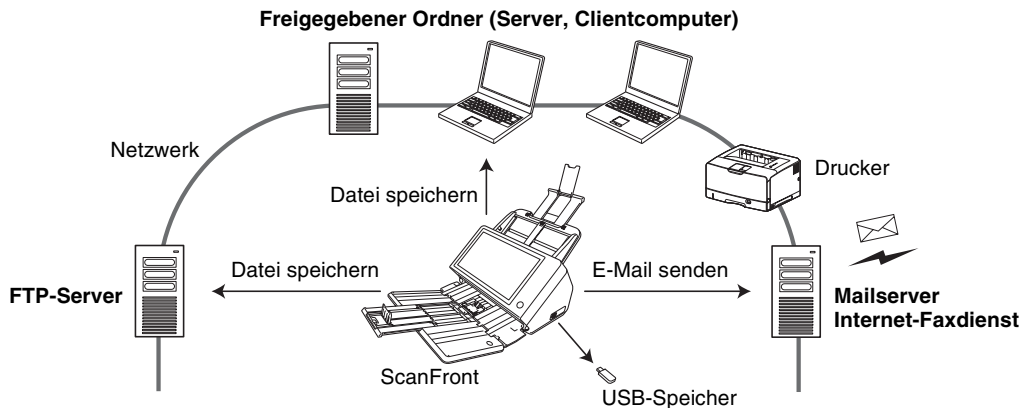 Freigegebener Ordner (Server, Clientcomputer)
Netzwerk
Drucker
Datei speichern
Datei speichern
E-Mail senden
FTP-Server
Mailserver
Internet-Faxdienst
ScanFront
USB-Speicher